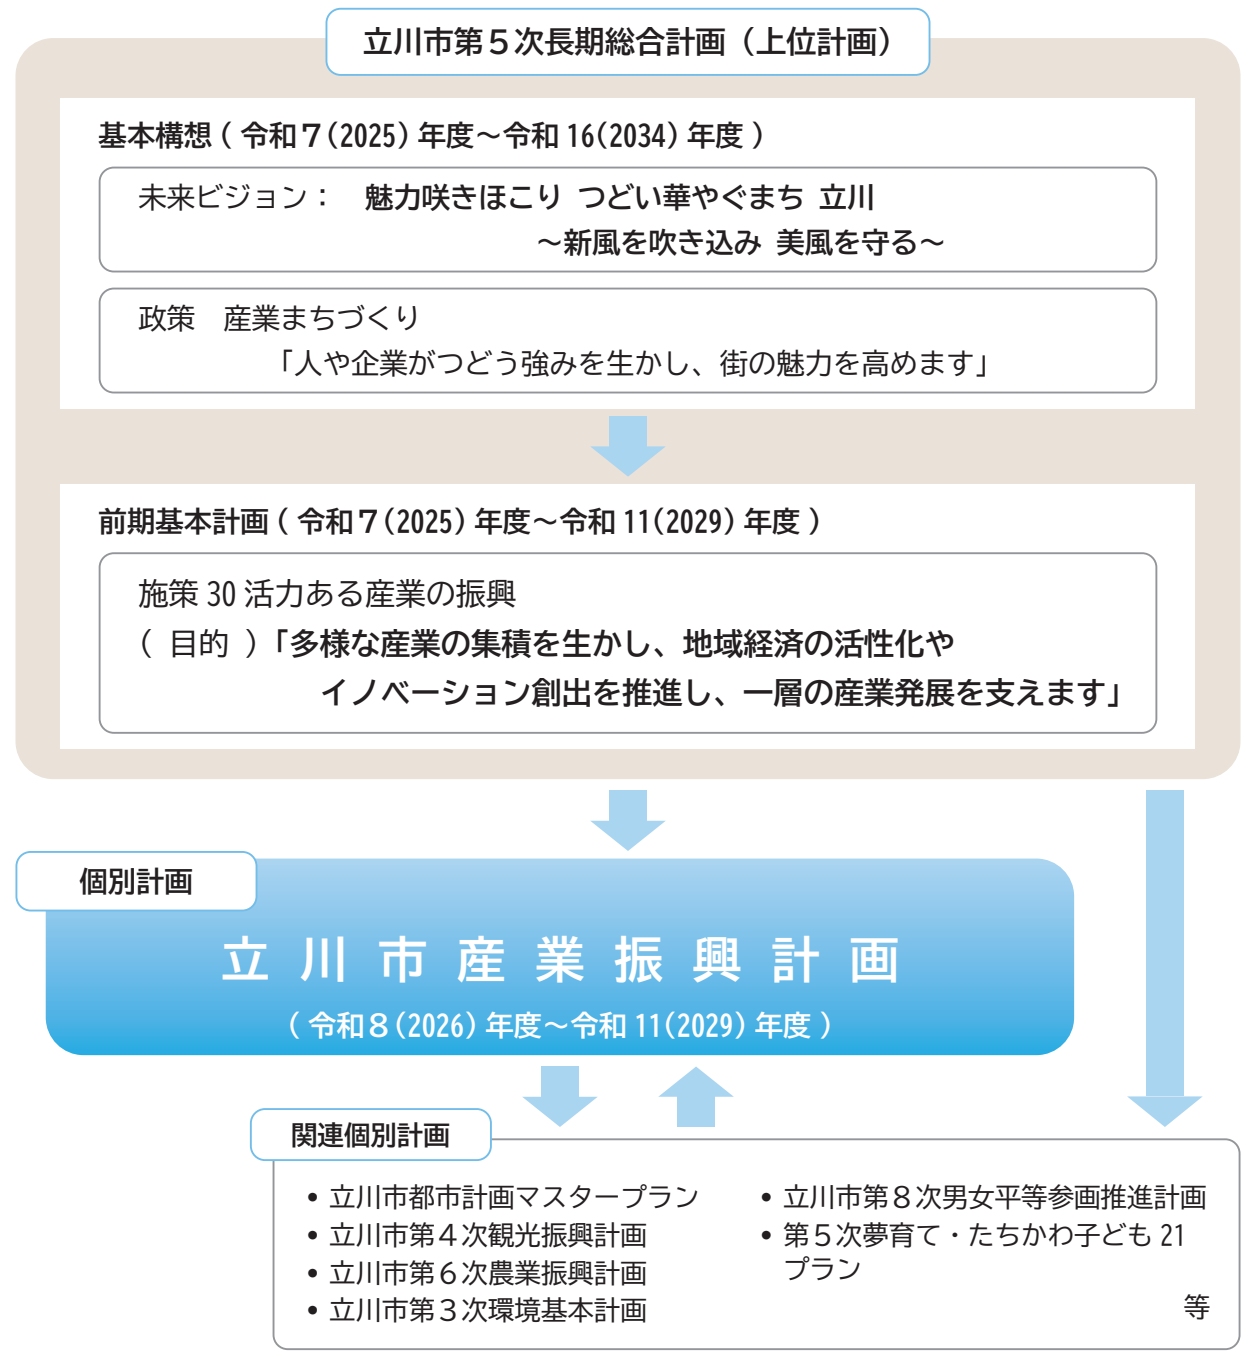 立川市第５次長期総合計画（上位計画）
基本構想（令和７(2025)年度～令和16(2034)年度）
未来ビジョン：　魅力咲きほこり つどい華やぐまち 立川
～新風を吹き込み 美風を守る～
政策　産業まちづくり
「人や企業がつどう強みを生かし、街の魅力を高めます」
前期基本計画（令和７(2025)年度～令和11(2029)年度）
施策30 活力ある産業の振興
（目的）「多様な産業の集積を生かし、地域経済の活性化や
イノベーション創出を推進し、一層の産業発展を支えます」
個別計画
立川市産業振興計画
（令和８(2026)年度～令和11(2029)年度）
関連個別計画
• 立川市都市計画マスタープラン
• 立川市第４次観光振興計画
• 立川市第６次農業振興計画
• 立川市第３次環境基本計画
• 立川市第８次男女平等参画推進計画
• 第５次夢育て・たちかわ子ども21
プラン
等